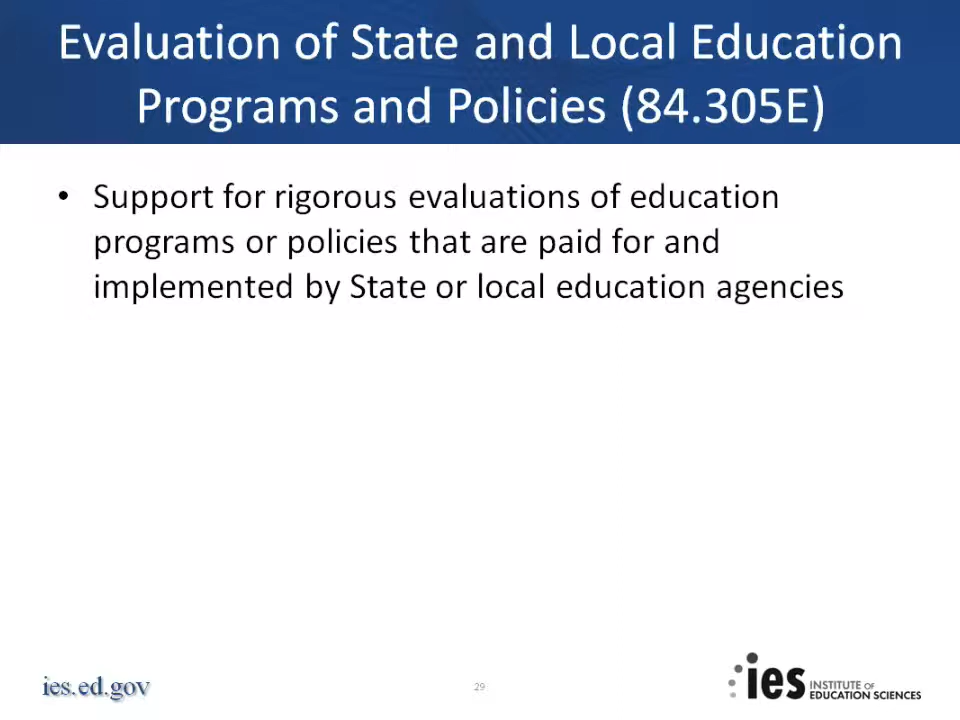 Evaluation of State and Local Education
Programs and Policies (84.305E)
• Support for rigorous evaluations of education
programs or policies that are paid for and
implemented by State or local education agencies
ies.ed.gov
29
ies INSTITUTE OF
EDUCATION SCIENCES